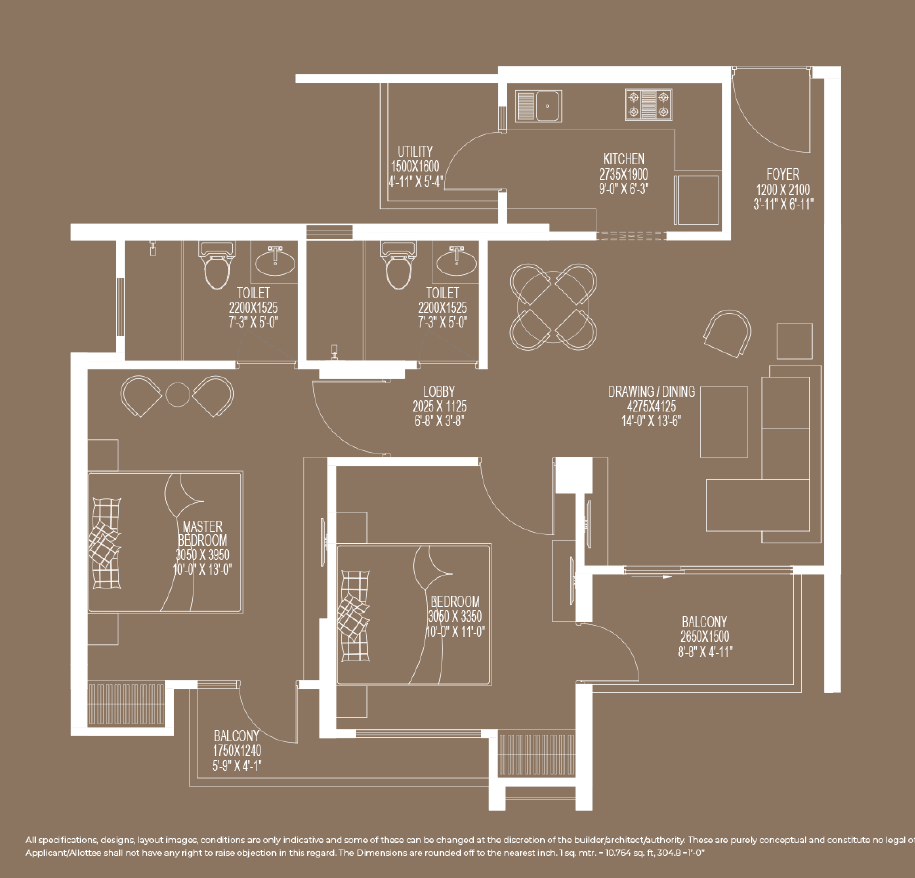 UTILITY
1500X1600
4'-11" X 5'-4"
KITCHEN
2735X1900
9'-0" X 6'-3"
FOYER
1200 X 2100
3'-11" X 6'-11"
TOILET
2200X1525
7'-3" X 5'-0"
TOILET
2200X1525
7'-3" X 5'-0"
LOBBY
2025 X 1125
6'-8" X 3'-8"
DRAWING / DINING
4275X4125
14'-0" X 13'-6"
MASTER
BEDROOM
3050 X 3950
10'-0" X 13'-0"
BEDROOM
3050 X 3350
10'-0" X 11'-0"
BALCONY
2650X1500
8'-8" X 4'-11"
BALCONY
1750X1240
5'-9" X 4'-1"
All specifications, designs, layout images, conditions are only indicative and some of these can be changed at the discretion of the builder/architect/authority. These are purely conceptual and constitute no legal
Applicant/Allottee shall not have any right to raise objection in this regard. The Dimensions are rounded off to the nearest inch. 1 sq. mtr. = 10.764 sq. ft, 304.8 =1'-0"